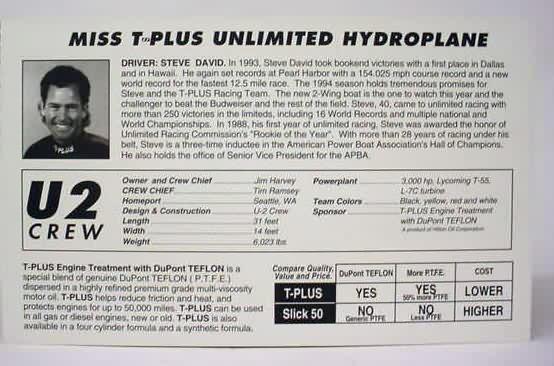 MISS T-PLUS UNLIMITED HYDROPLANE
DRIVER: STEVE DAVID. In 1993, Steve David took bookend victories with a first place in Dallas
and in Hawaii. He again set records at Pearl Harbor with a 154.025 mph course record and a new
world record for the fastest 12.5 mile race. The 1994 season holds tremendous promises for
Steve and the T-PLUS Racing Team. The new 2-Wing boat is the one to watch this year and the
challenger to beat the Budweiser and the rest of the field. Steve, 40, came to unlimited racing with
more than 250 victories in the limiteds, including 16 World Records and multiple national and
World Championships. In 1988, his first year of unlimited racing, Steve was awarded the honor of
Unlimited Racing Commission's "Rookie of the Year". With more than 28 years of racing under his
belt, Steve is a three-time inductee in the American Power Boat Association's Hall of Champions.
He also holds the office of Senior Vice President for the APBA.
T-PLUS
U2
CREW
Owner and Crew Chief Jim Harvey
CREW CHIEF Tim Ramsey
Homeport Seattle, WA
Design & Construction U-2 Crew
Length 31 feet
Width 14 feet
Weight 6,023 lbs
Powerplant 3,000 hp, Lycoming T-55,
L-7C turbine
Team Colors Black, yellow, red and white
Sponsor T-PLUS Engine Treatment
with DuPont TEFLON
A product of Hilton Oil Corporation
T-PLUS Engine Treatment with DuPont TEFLON is a
special blend of genuine DuPont TEFLON ( P.T.F.E.)
dispersed in a highly refined premium grade multi-viscosity
motor oil. T-PLUS helps reduce friction and heat, and
protects engines for up to 50,000 miles. T-PLUS can be used
in all gas or diesel engines, new or old. T-PLUS is also
available in a four cylinder formula and a synthetic formula.
Compare Quality, Value and Price. DuPont TEFLON More P.T.F.E. COST
T-PLUS YES YES 50% more PTFE LOWER
Slick 50 NO Generic PTFE NO Less PTFE HIGHER